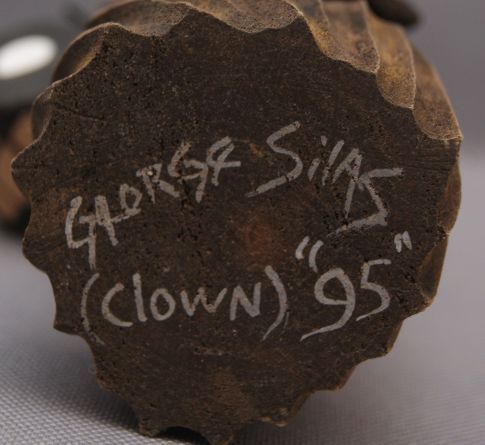 GEORGE SilAS
(ClOWN) "95"